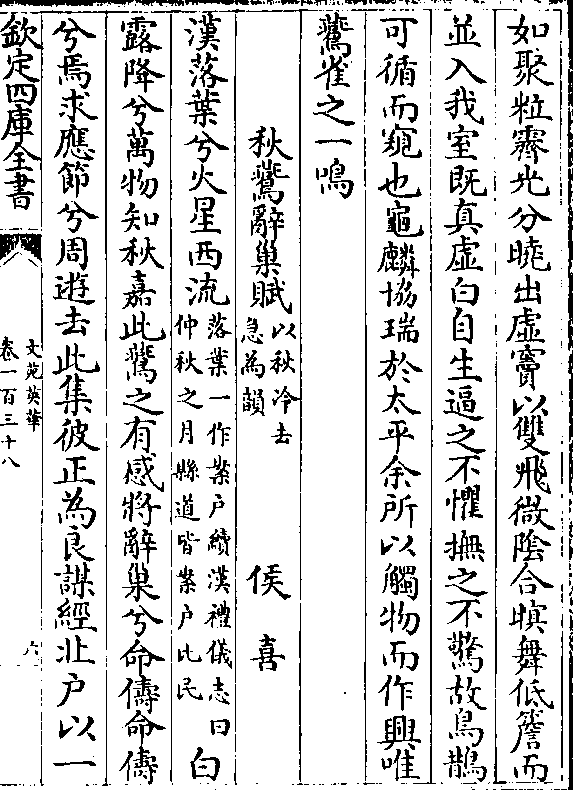 如聚粒霽光分曉出虛竇以雙飛微陰合暝舞低簷而
並入我室既真虛白自生逼之不懼撫之不驚故鳥鵲
可循而窺也龜麟協瑞於太平余所以觸物而作興唯
鷰雀之一鳴
秋鷰辭巢賦以秋冷去急為韻 侯喜
漢落葉兮火星西流落葉一作案户續漢禮儀志曰仲秋之月縣道皆案户比民白
露降兮萬物知秋嘉此鷰之有感將辭巢兮命儔命儔
兮焉求應節兮周遊去此集彼正為良謀經北户以一
欽定四庫全書
文苑英華
卷一百三十八
六